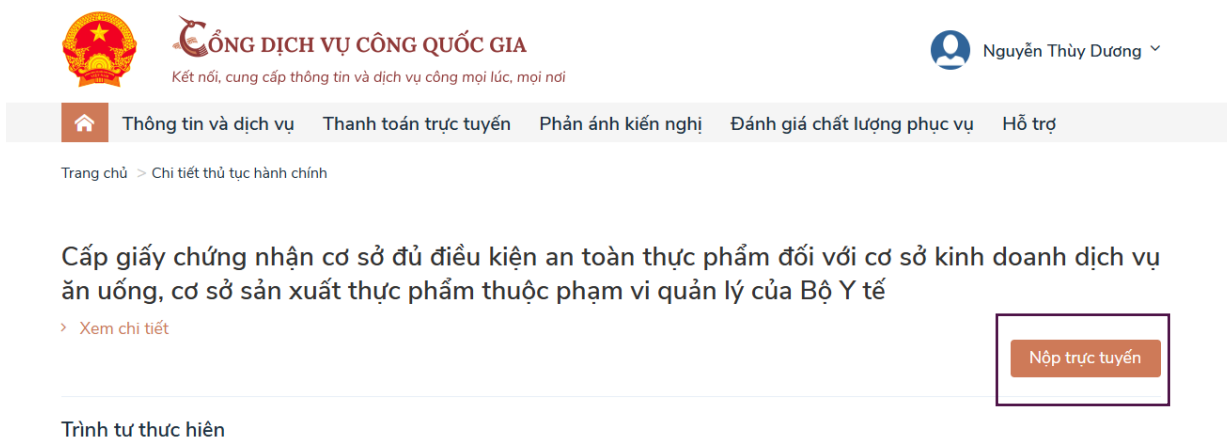 CỔNG DỊCH VỤ CÔNG QUỐC GIA
Kết nối, cung cấp thông tin và dịch vụ công mọi lúc, mọi nơi
Nguyễn Thùy Dương
Thông tin và dịch vụ Thanh toán trực tuyến Phản ánh kiến nghị Đánh giá chất lượng phục vụ Hỗ trợ
Trang chủ > Chi tiết thủ tục hành chính
Cấp giấy chứng nhận cơ sở đủ điều kiện an toàn thực phẩm đối với cơ sở kinh doanh dịch vụ
ăn uống, cơ sở sản xuất thực phẩm thuộc phạm vi quản lý của Bộ Y tế
> Xem chi tiết
Nộp trực tuyến
Trình tự thực hiện